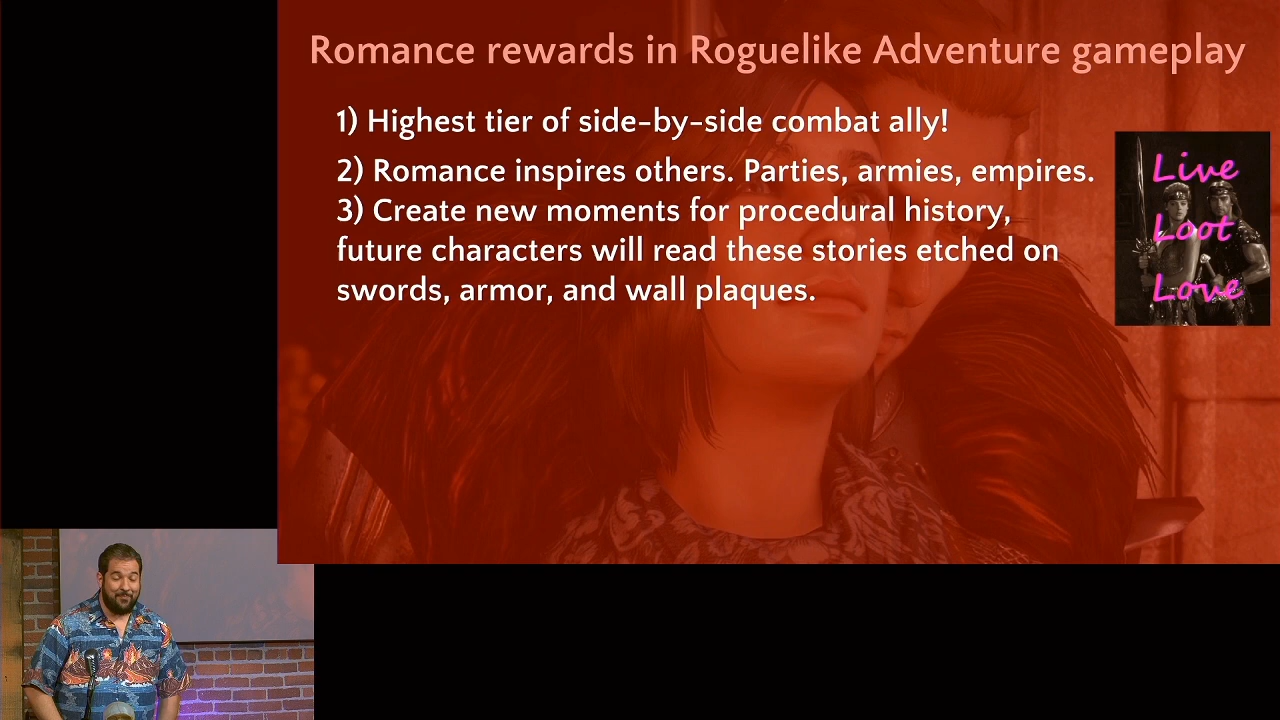 Romance rewards in Roguelike Adventure gameplay
1) Highest tier of side-by-side combat ally!
2) Romance inspires others. Parties, armies, empires.
3) Create new moments for procedural history,
future characters will read these stories etched on
swords, armor, and wall plaques.
Live
Loot
Love